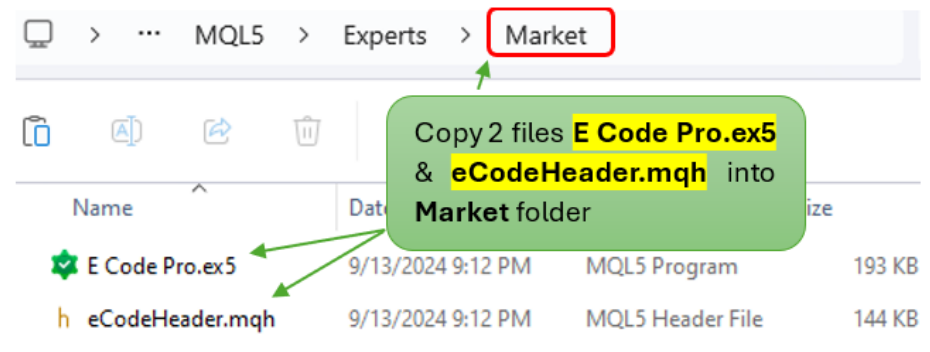 > ... MQL5 > Experts > Market
Copy 2 files E Code Pro.ex5
& eCodeHeader.mqh into
Market folder
Name
E Code Pro.ex5 9/13/2024 9:12 PM MQL5 Program 193 KB
h eCodeHeader.mqh 9/13/2024 9:12 PM MQL5 Header File 144 KB